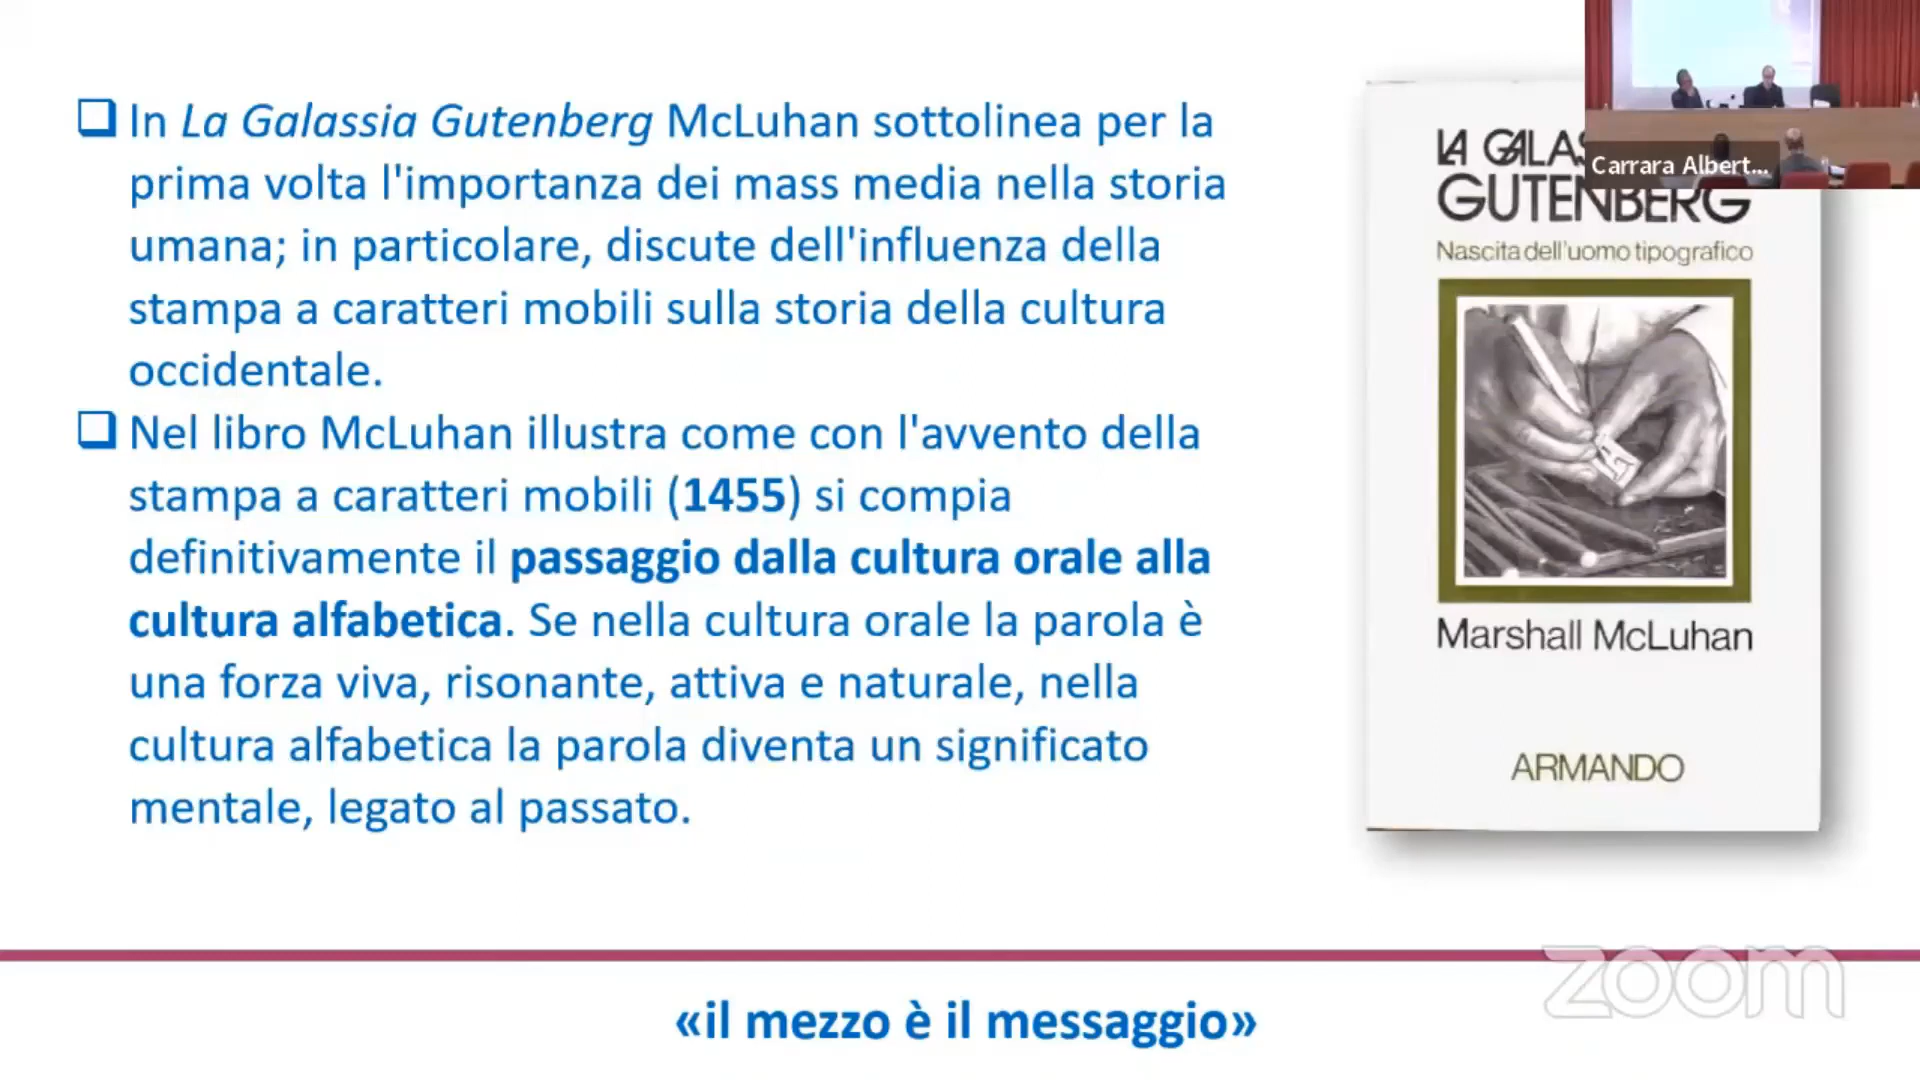 In La Galassia Gutenberg McLuhan sottolinea per la
prima volta l'importanza dei mass media nella storia
umana; in particolare, discute dell'influenza della
stampa a caratteri mobili sulla storia della cultura
occidentale.
Nel libro McLuhan illustra come con l'avvento della
stampa a caratteri mobili (1455) si compia
definitivamente il passaggio dalla cultura orale alla
cultura alfabetica. Se nella cultura orale la parola è
una forza viva, risonante, attiva e naturale, nella
cultura alfabetica la parola diventa un significato
mentale, legato al passato.
«il mezzo è il messaggio»
LA GALAS
GUTENBERG
Nascita dell'uomo tipografico
Marshall McLuhan
ARMANDO
Carrara Albert...
zoom